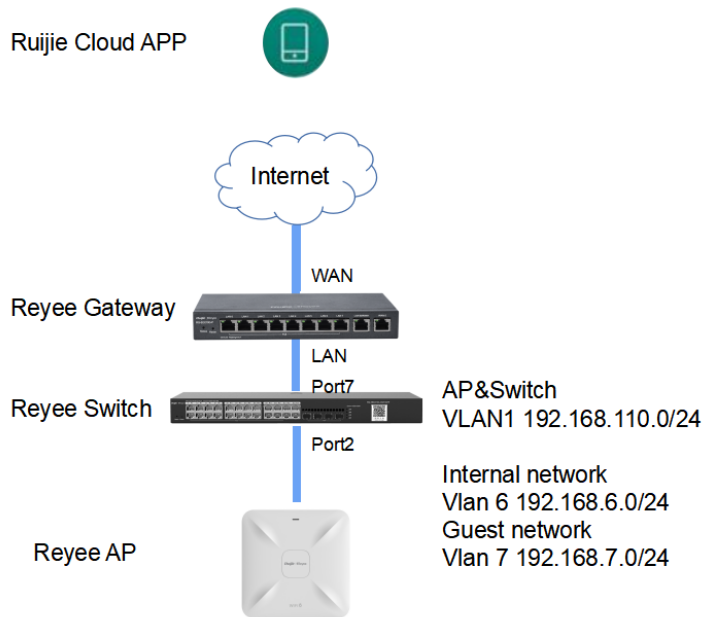 Ruijie Cloud APP
Internet
WAN
Reyee Gateway
LAN
Port7
Reyee Switch
AP&Switch
VLAN1 192.168.110.0/24
Port2
Internal network
Vlan 6 192.168.6.0/24
Guest network
Vlan 7 192.168.7.0/24
Reyee AP